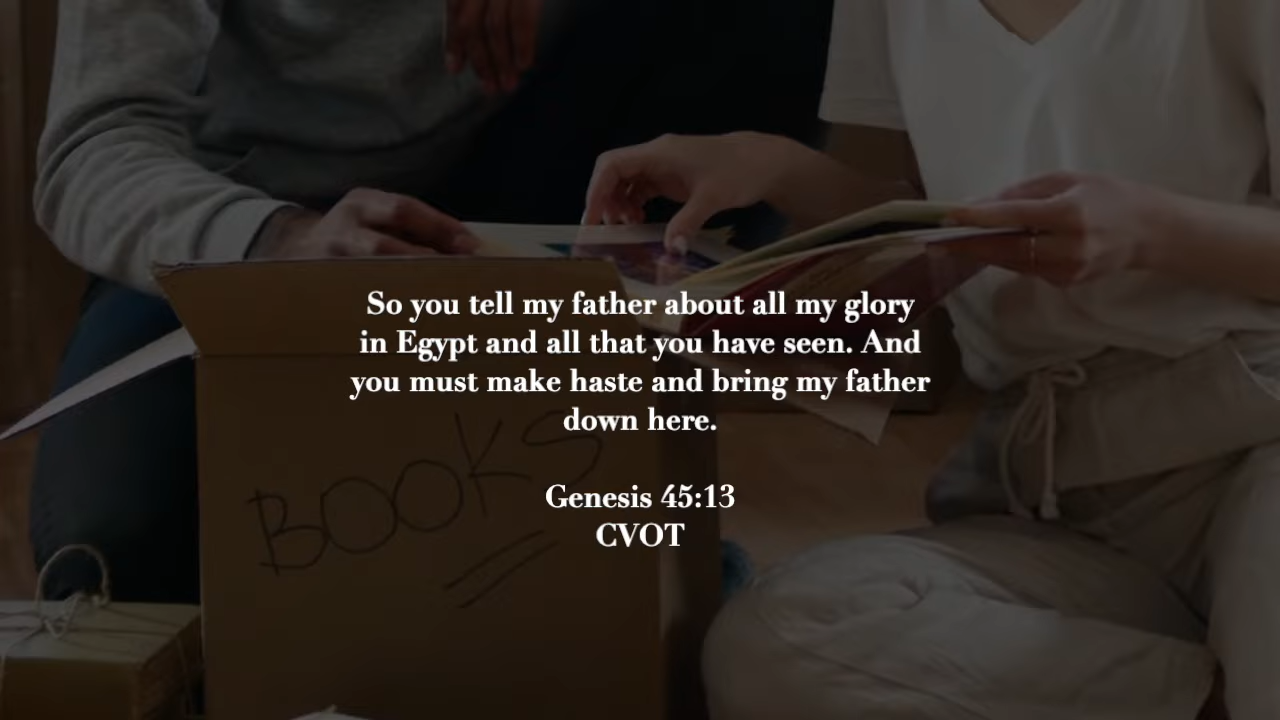 So you tell my father about all my glory
in Egypt and all that you have seen. And
you must make haste and bring my father
down here.
Genesis 45:13
CVOT
BOOKS